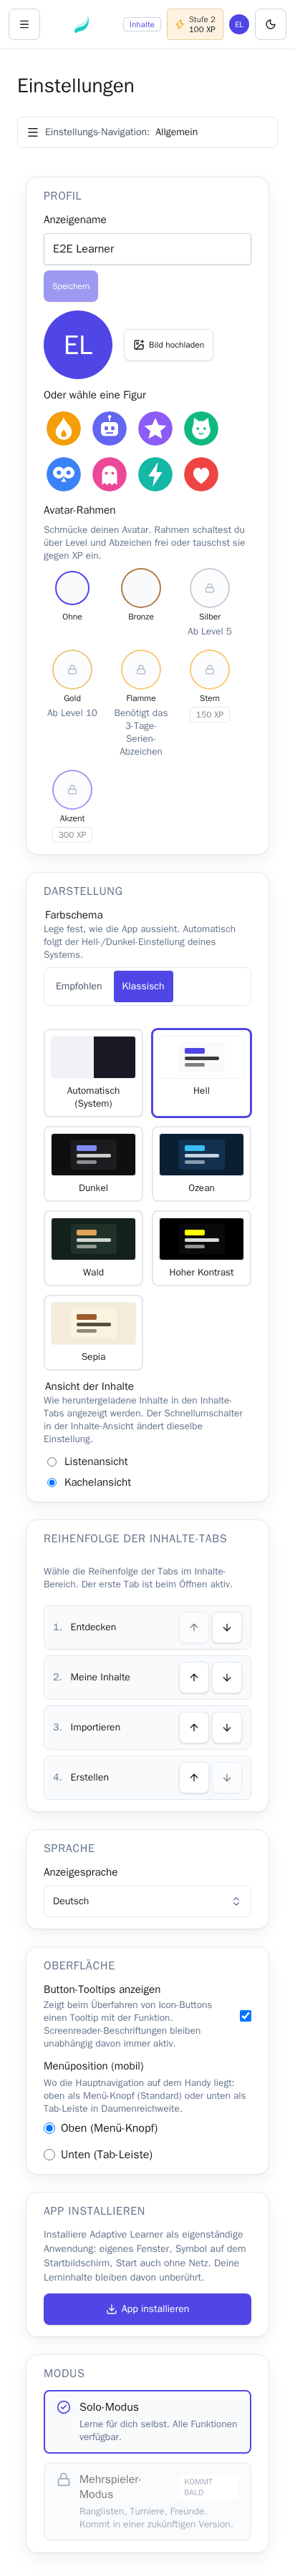 Inhalte
Stufe 2
100 XP
EL
Einstellungen
Einstellungs-Navigation: Allgemein
PROFIL
Anzeigename
E2E Learner
Speichern
EL
Bild hochladen
Oder wähle eine Figur
Avatar-Rahmen
Schmücke deinen Avatar. Rahmen schaltest du
über Level und Abzeichen frei oder tauschst sie
gegen XP ein.
Ohne
Bronze
Silber
Ab Level 5
Gold
Ab Level 10
Flamme
Benötigt das
3-Tage-
Serien-
Abzeichen
Stern
150 XP
Akzent
300 XP
DARSTELLUNG
Farbschema
Lege fest, wie die App aussieht. Automatisch
folgt der Hell-/Dunkel-Einstellung deines
Systems.
Empfohlen
Klassisch
Automatisch
(System)
Hell
Dunkel
Ozean
Wald
Hoher Kontrast
Sepia
Ansicht der Inhalte
Wie heruntergeladene Inhalte in den Inhalte-
Tabs angezeigt werden. Der Schnellumschalter
in der Inhalte-Ansicht ändert dieselbe
Einstellung.
Listenansicht
Kachelansicht
REIHENFOLGE DER INHALTE-TABS
Wähle die Reihenfolge der Tabs im Inhalte-
Bereich. Der erste Tab ist beim Öffnen aktiv.
1. Entdecken
2. Meine Inhalte
3. Importieren
4. Erstellen
SPRACHE
Anzeigesprache
Deutsch
OBERFLÄCHE
Button-Tooltips anzeigen
Zeigt beim Überfahren von Icon-Buttons
einen Tooltip mit der Funktion.
Screenreader-Beschriftungen bleiben
unabhängig davon immer aktiv.
Menüposition (mobil)
Wo die Hauptnavigation auf dem Handy liegt:
oben als Menü-Knopf (Standard) oder unten als
Tab-Leiste in Daumenreichweite.
Oben (Menü-Knopf)
Unten (Tab-Leiste)
APP INSTALLIEREN
Installiere Adaptive Learner als eigenständige
Anwendung: eigenes Fenster, Symbol auf dem
Startbildschirm, Start auch ohne Netz. Deine
Lerninhalte bleiben davon unberührt.
App installieren
MODUS
Solo-Modus
Lerne für dich selbst. Alle Funktionen
verfügbar.
Mehrspieler-
Modus
KOMMT
BALD
Ranglisten, Turniere, Freunde.
Kommt in einer zukünftigen Version.